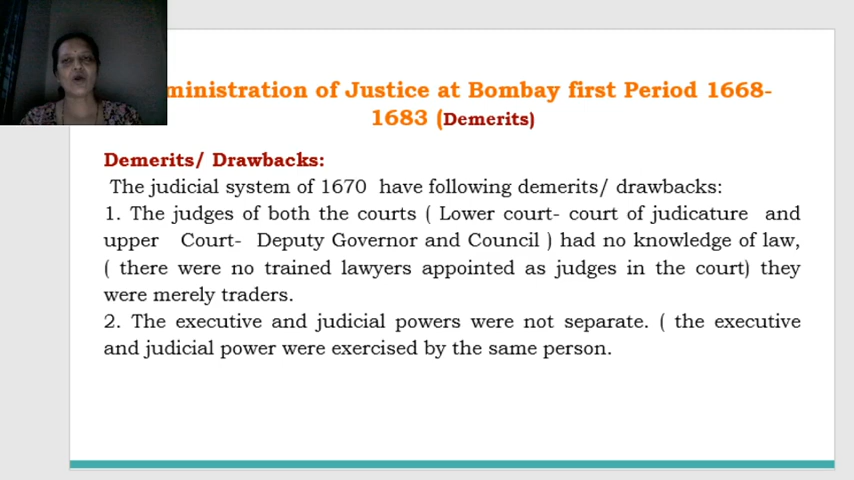 ministration of Justice at Bombay first Period 1668-
1683 (Demerits)
Demerits/ Drawbacks:
The judicial system of 1670 have following demerits/ drawbacks:
1. The judges of both the courts ( Lower court- court of judicature and
upper Court- Deputy Governor and Council ) had no knowledge of law,
( there were no trained lawyers appointed as judges in the court) they
were merely traders.
2. The executive and judicial powers were not separate. ( the executive
and judicial power were exercised by the same person.